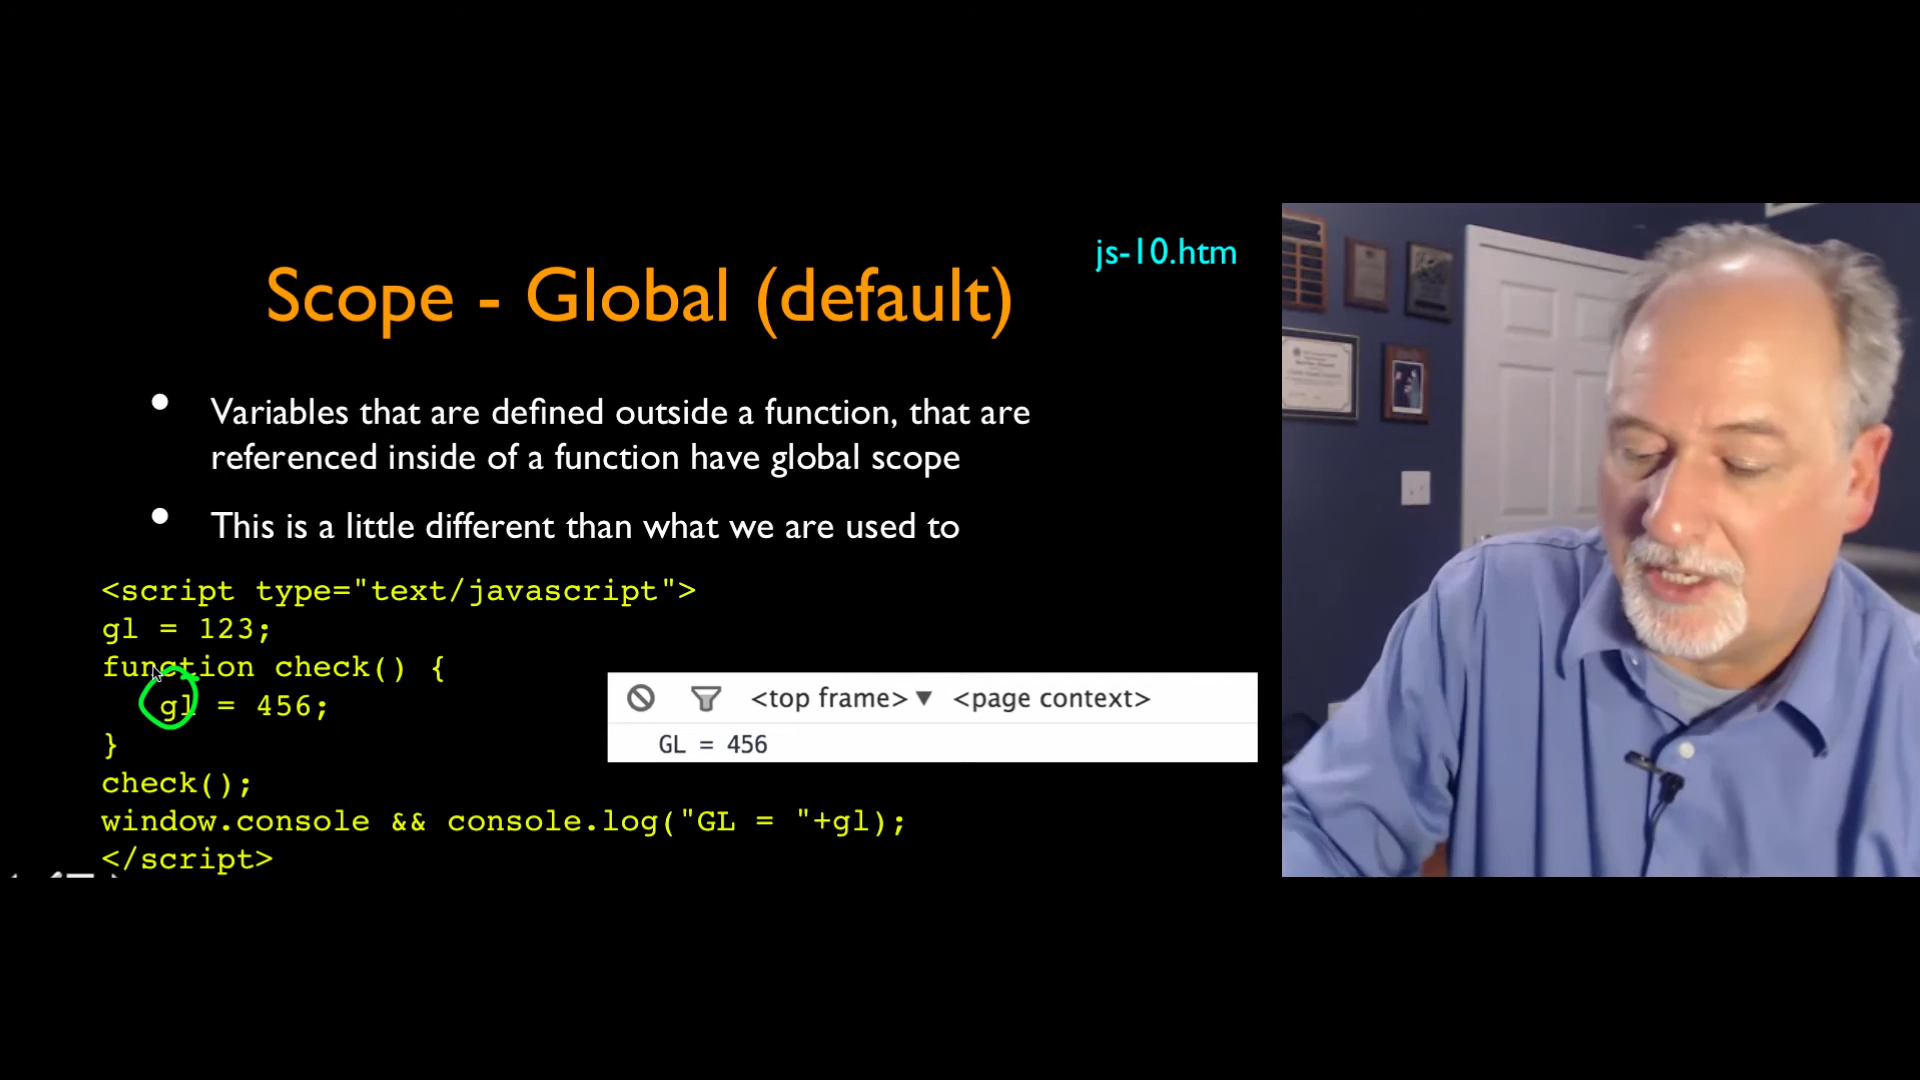 js-10.htm
Scope - Global (default)
• Variables that are defined outside a function, that are
referenced inside of a function have global scope
• This is a little different than what we are used to
<script type="text/javascript">
gl = 123;
function check() {
   gl = 456;
}
check();
window.console && console.log("GL = "+gl);
</script>
<top frame> ▼ <page context>
GL = 456